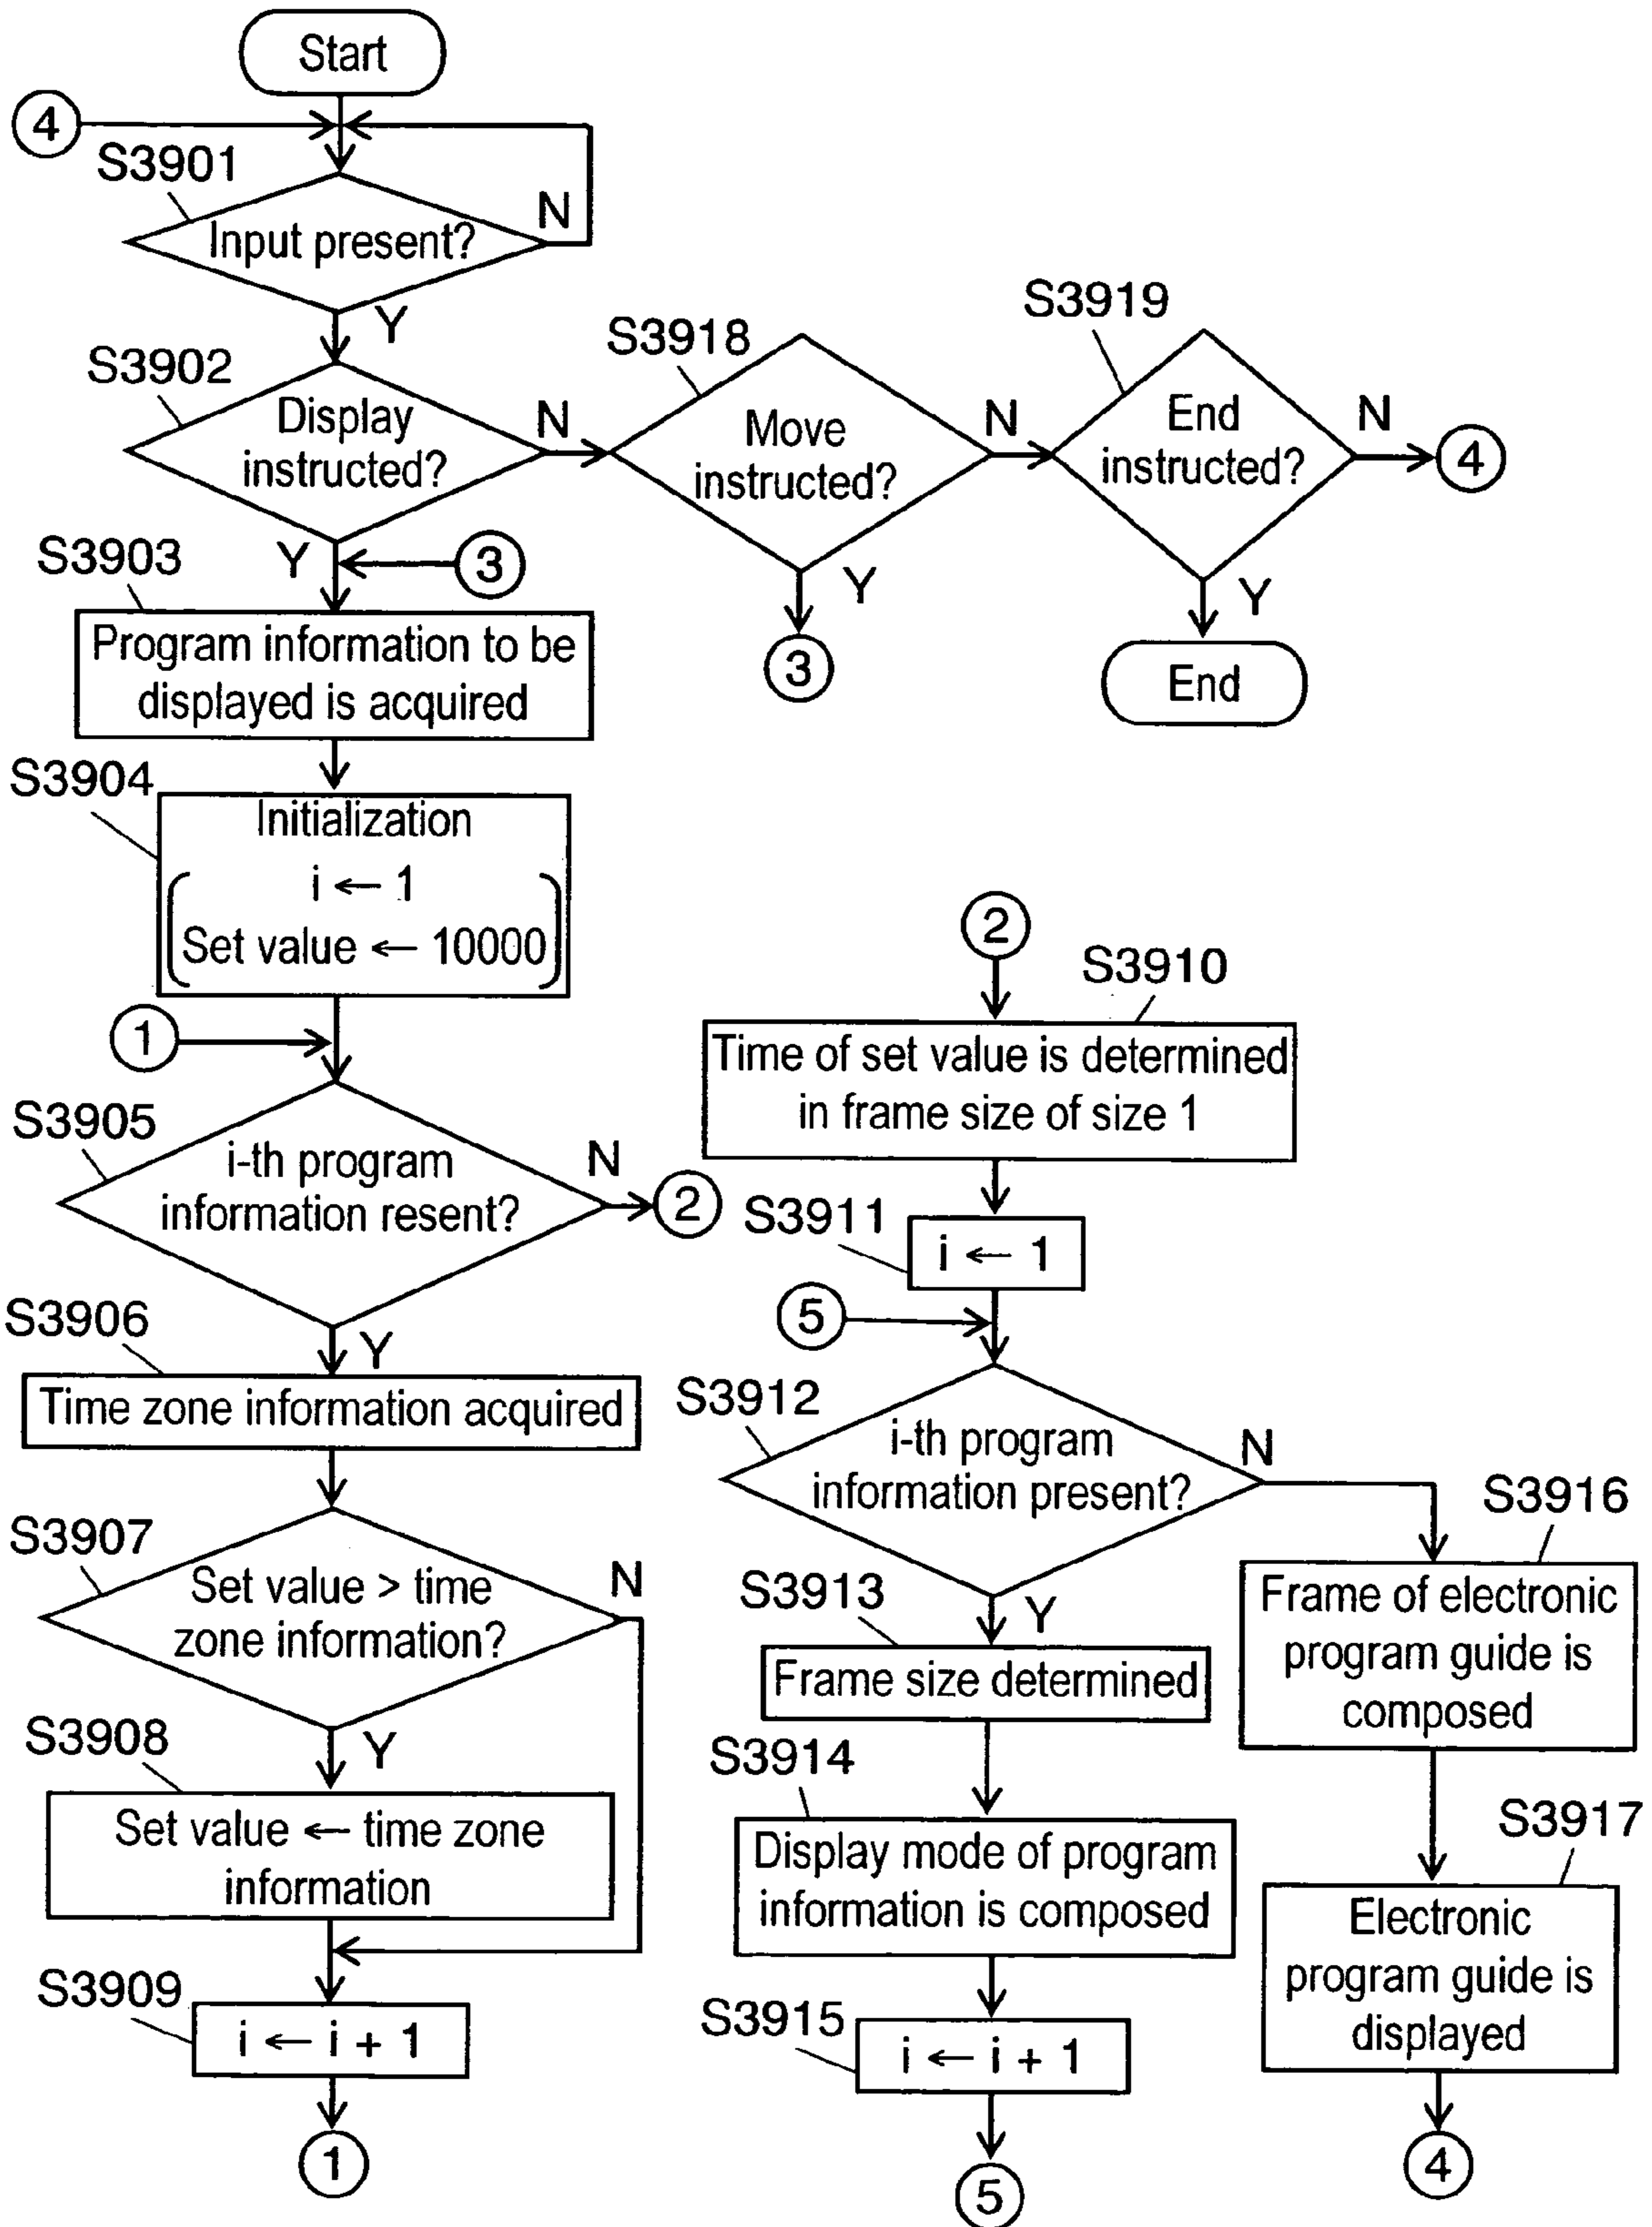 Start
4
S3901
Input present?
N
Y
S3902
Display
instructed?
N
S3918
Move
instructed?
N
S3919
End
instructed?
N
4
Y
3
Y
3
Y
End
S3903
Program information to be
displayed is acquired
S3904
Initialization
i ← 1
Set value ← 10000
1
S3905
i-th program
information resent?
N
2
Y
S3906
Time zone information acquired
S3907
Set value > time
zone information?
N
Y
S3908
Set value ← time zone
information
S3909
i ← i + 1
1
2
S3910
Time of set value is determined
in frame size of size 1
S3911
i ← 1
5
S3912
i-th program
information present?
N
Y
S3913
Frame size determined
S3914
Display mode of program
information is composed
S3915
i ← i + 1
5
S3916
Frame of electronic
program guide is
composed
S3917
Electronic
program guide is
displayed
4